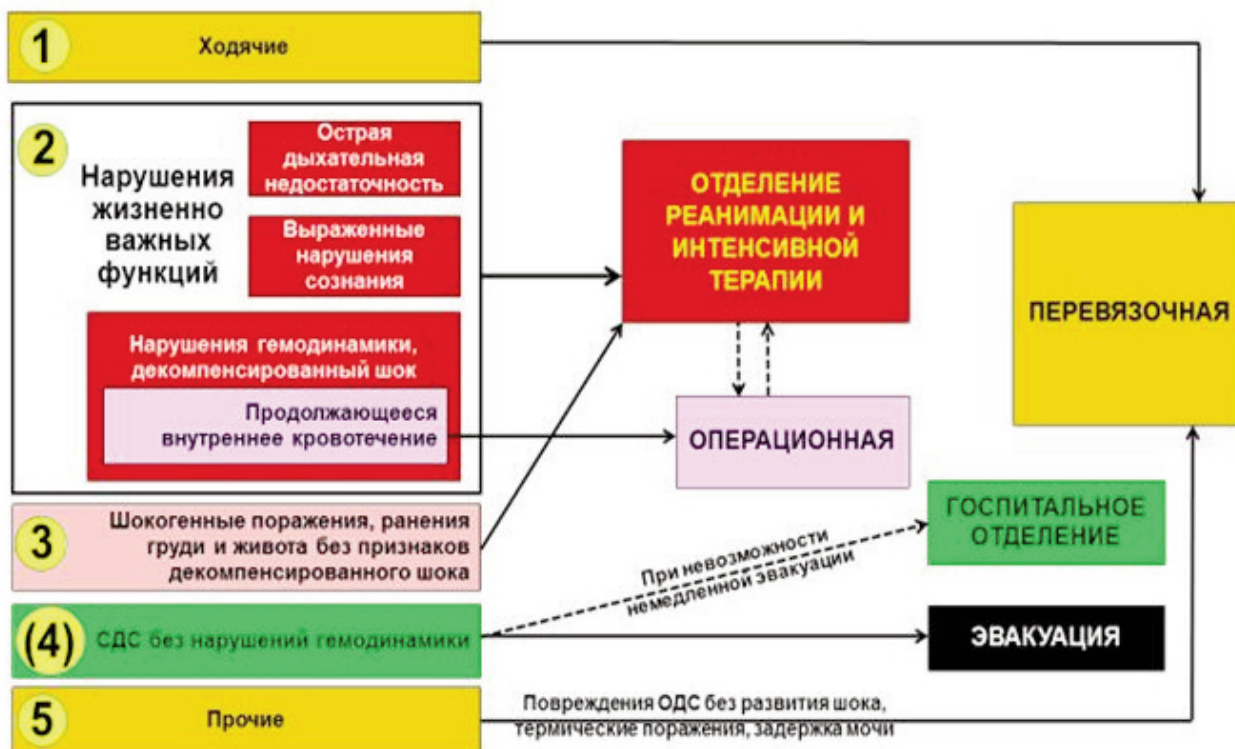 1
Ходячие
2
Нарушения
жизненно
важных
функций
Острая
дыхательная
недостаточность
Выраженные
нарушения
сознания
Нарушения гемодинамики,
декомпенсированный шок
Продолжающееся
внутреннее кровотечение
ОТДЕЛЕНИЕ
РЕАНИМАЦИИ И
ИНТЕНСИВНОЙ
ТЕРАПИИ
ОПЕРАЦИОННАЯ
ПЕРЕВЯЗОЧНАЯ
3
Шокогенные поражения, ранения
груди и живота без признаков
декомпенсированного шока
При невозможности
немедленной эвакуации
ГОСПИТАЛЬНОЕ
ОТДЕЛЕНИЕ
(4)
СДС без нарушений гемодинамики
ЭВАКУАЦИЯ
5
Прочие
Повреждения ОДС без развития шока,
термические поражения, задержка мочи